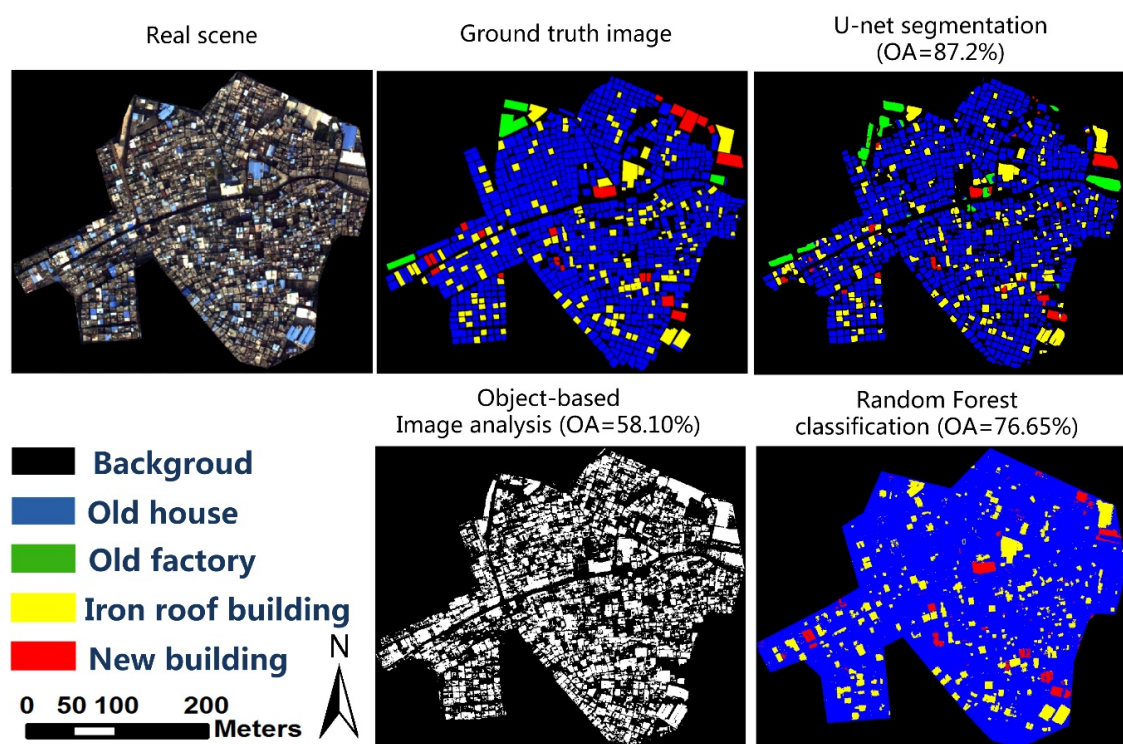 Real scene
Ground truth image
U-net segmentation
(OA=87.2%)
Object-based
Image analysis (OA=58.10%)
Random Forest
classification (OA=76.65%)
Backgroud
Old house
Old factory
Iron roof building
New building
N
0 50 100 200
Meters